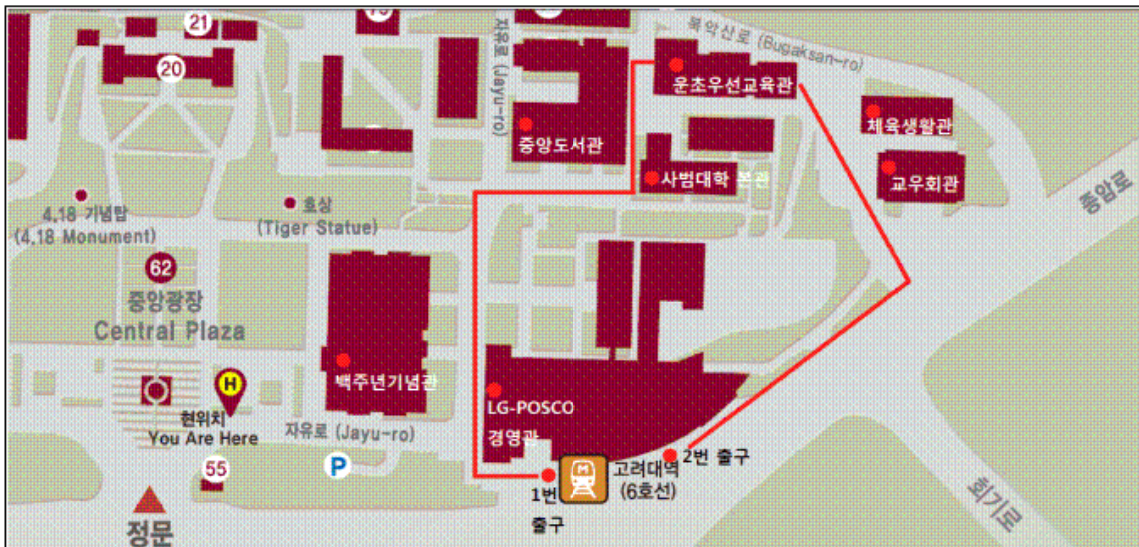 21
20
자유로 (Jayu-ro)
북악산로 (Bugaksan-ro)
운초우선교육관
체육생활관
중앙도서관
사범대학 본관
교우회관
종암로
4.18 기념탑
(4.18 Monument)
호상
(Tiger Statue)
62
중앙광장
Central Plaza
백주년기념관
H
현위치
You Are Here
LG-POSCO
경영관
자유로 (Jayu-ro)
55
P
정문
1번
출구
M
고려대역
(6호선)
2번 출구
회기로